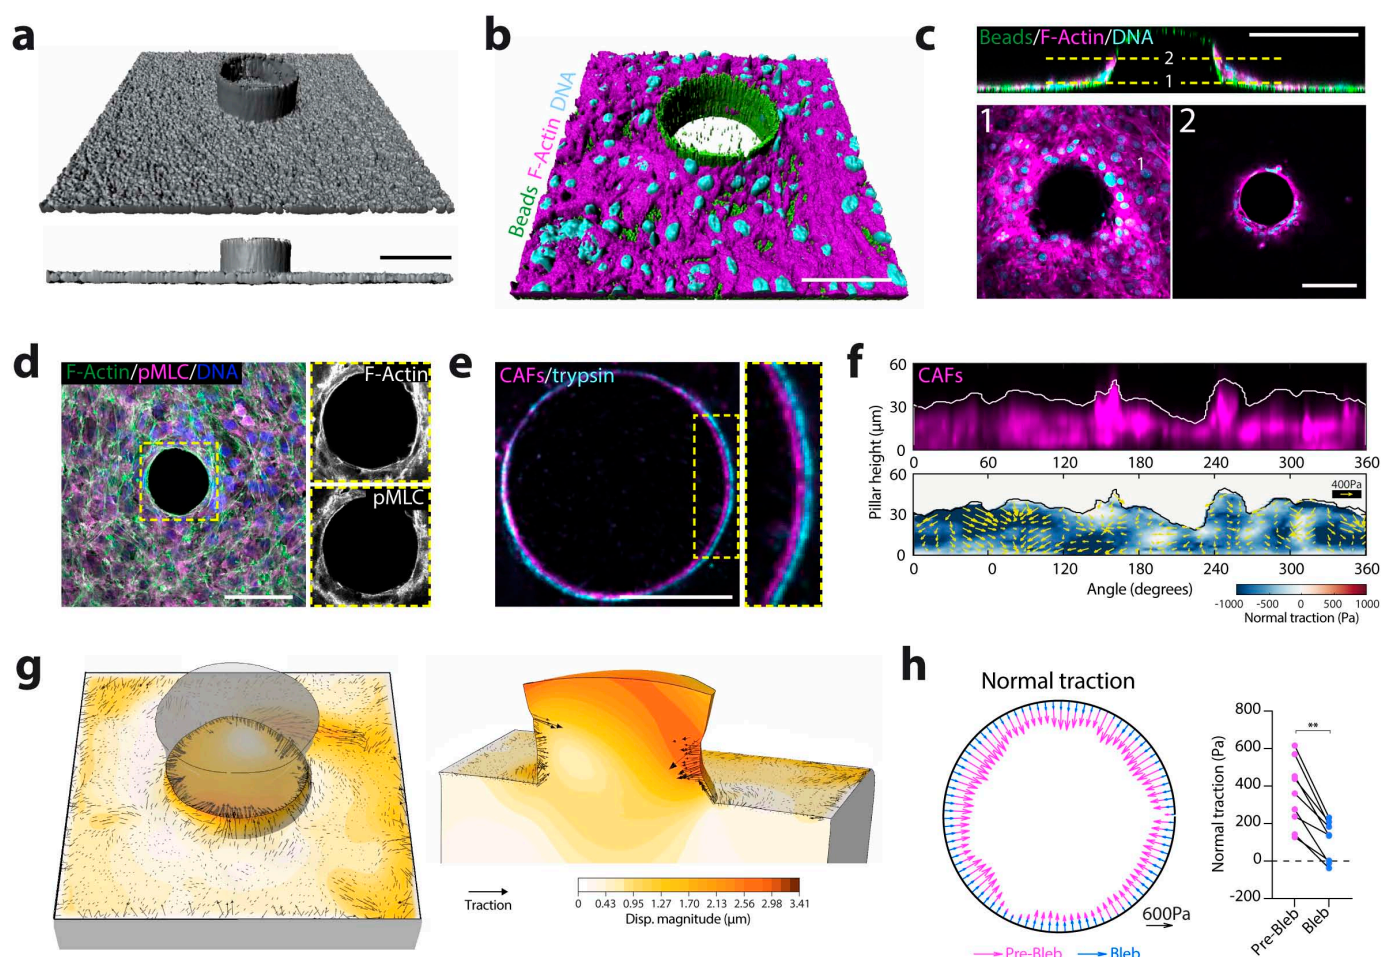 a
b
Beads F-Actin DNA
c
Beads/F-Actin/DNA
2
1
1
1
2
d
F-Actin/pMLC/DNA
F-Actin
pMLC
e
CAFs/trypsin
f
CAFs
60
30
0
0 60 120 180 240 300 360
60
30
0
400Pa
0 60 0 120 180 240 300 360
Pillar height (µm)
Angle (degrees)
-1000 -500 0 500 1000
Normal traction (Pa)
g
Traction
0 0.43 0.95 1.27 1.70 2.13 2.56 2.98 3.41
Disp. magnitude (µm)
h
Normal traction
600Pa
Pre-Bleb Bleb
Normal traction (Pa)
800
600
400
200
0
-200
**
Pre-Bleb
Bleb